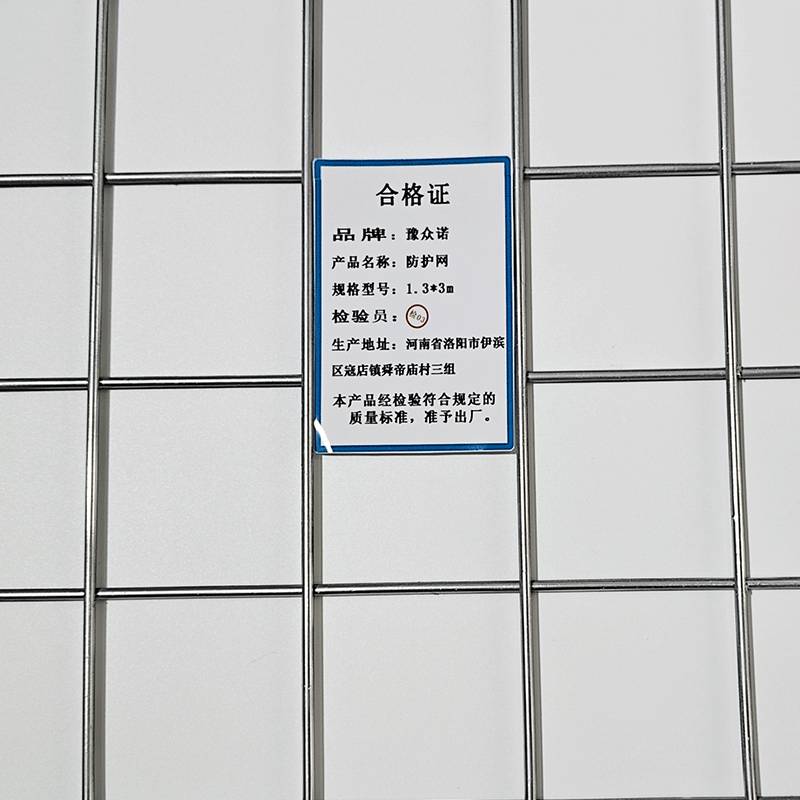 合格证
品牌：豫众诺
产品名称：防护网
规格型号：1.3*3m
检验员：检03
生产地址：河南省洛阳市伊滨
区寇店镇舜帝庙村三组
本产品经检验符合规定的
质量标准，准予出厂。